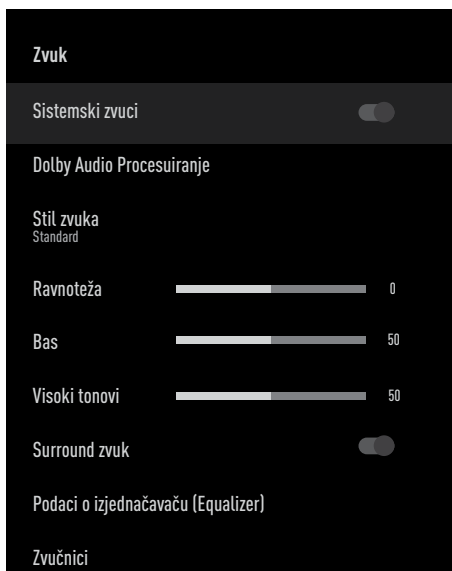 Zvuk
Sistemski zvuci
Dolby Audio Procesuiranje
Stil zvuka
Standard
Ravnoteža 0
Bas 50
Visoki tonovi 50
Surround zvuk
Podaci o izjednačavaču (Equalizer)
Zvučnici